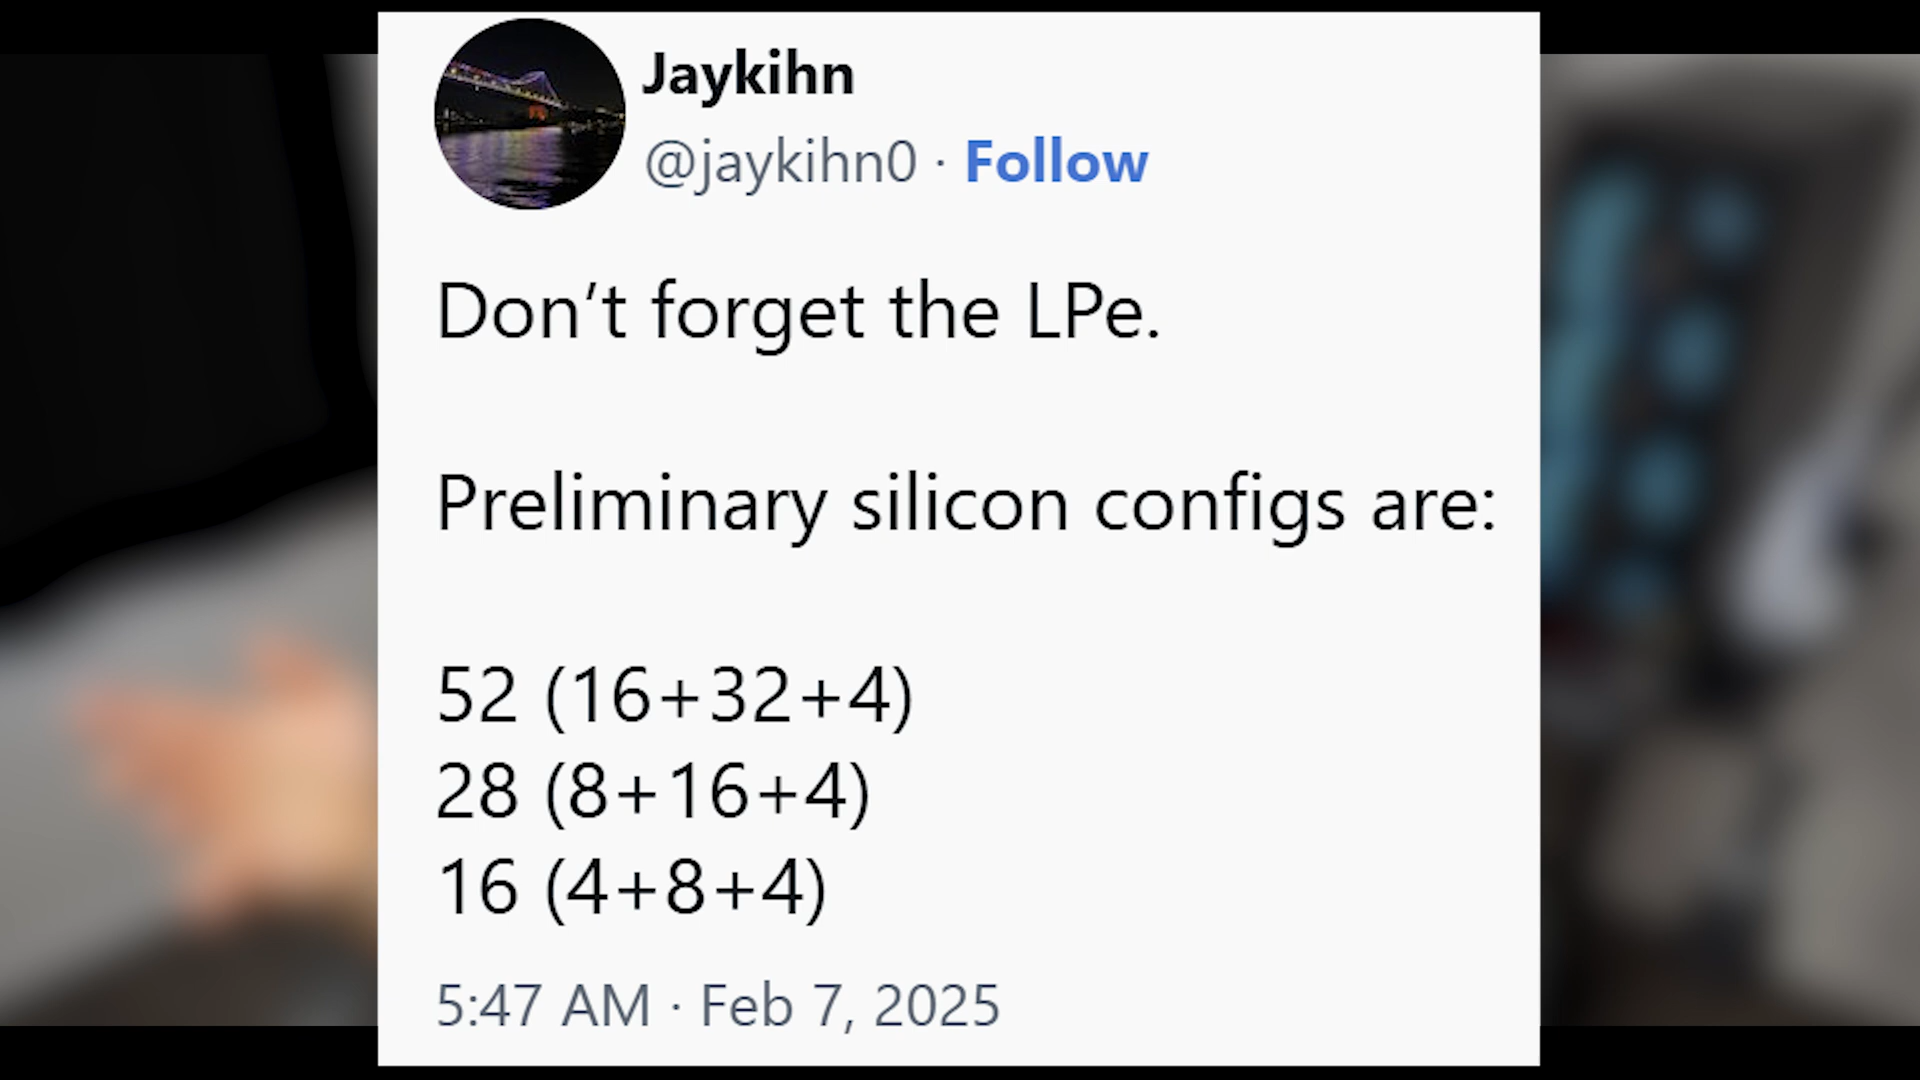 Jaykihn
@jaykihn0 · Follow
Don’t forget the LPe.
Preliminary silicon configs are:
52 (16+32+4)
28 (8+16+4)
16 (4+8+4)
5:47 AM · Feb 7, 2025